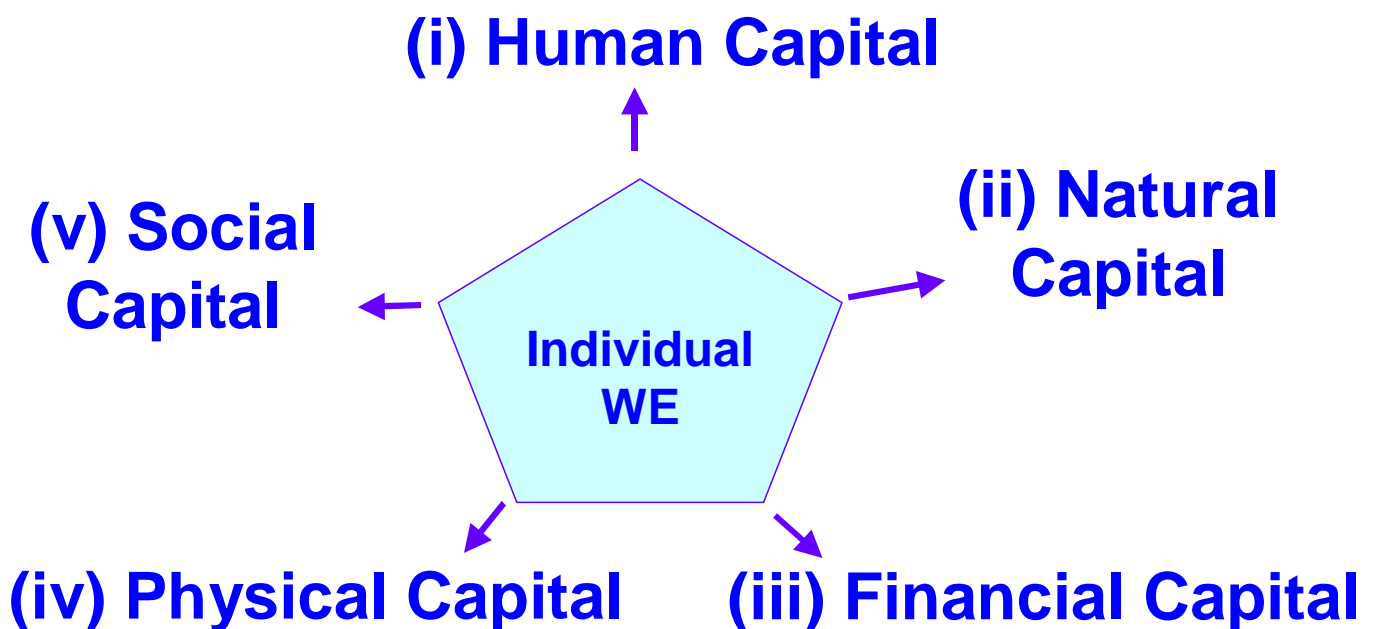 (i) Human Capital
(ii) Natural
Capital
(v) Social
Capital
Individual
WE
(iv) Physical Capital
(iii) Financial Capital